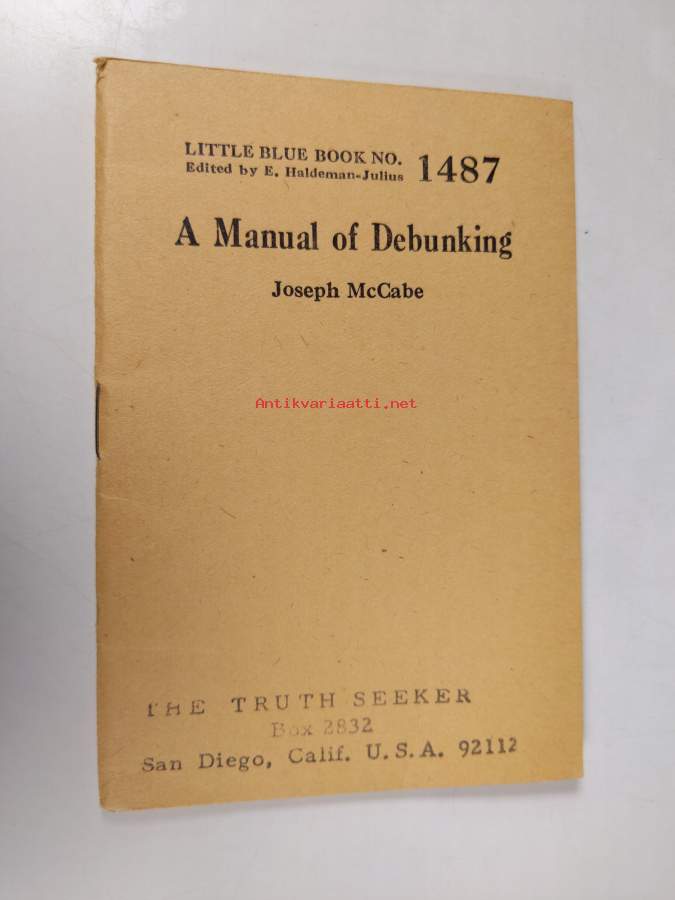 LITTLE BLUE BOOK NO. 1487
Edited by E. Haldeman-Julius
A Manual of Debunking
Joseph McCabe
Antikvariaatti.net
THE TRUTH SEEKER
Box 2832
San Diego, Calif. U.S.A. 92112